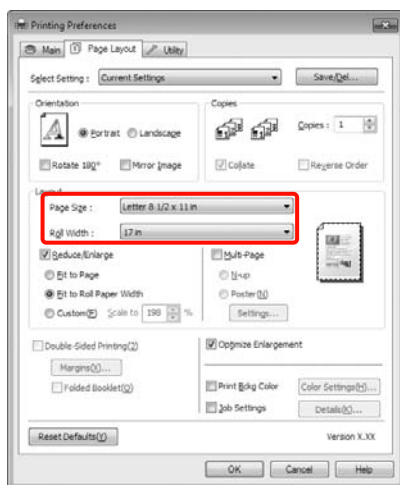 Printing Preferences
Main Page Layout Utility
Select Setting : Current Settings Save/Del...
Orientation Copies
A Portrait Landscape Copies : 1
Rotate 180° Mirror Image Collate Reverse Order
Layout
Page Size : Letter 8 1/2 x 11 in
Roll Width : 17 in
Reduce/Enlarge Multi-Page
Fit to Page N-up
Fit to Roll Paper Width Poster(N)
Custom(F) Scale to 198 % Settings...
Double-Sided Printing(2) Optimize Enlargement
Margins(X)...
Folded Booklet(Q) Print Bckg Color Color Settings(H)...
Job Settings Details(K)...
Reset Defaults(Y) Version X.XX
OK Cancel Help